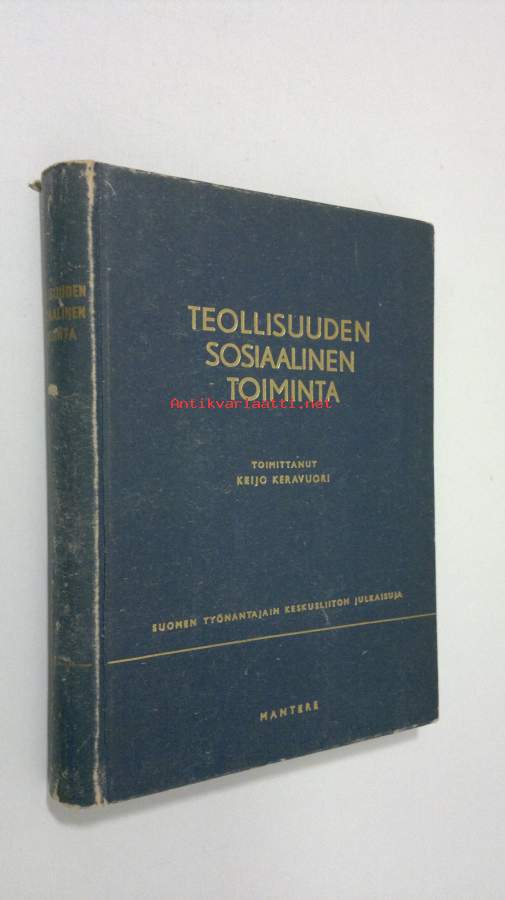 TEOLLISUUDEN
SOSIAALINEN
TOIMINTA
Antikvariaatti.net
TOIMITTANUT
KEIJO KERAVUORI
SUOMEN TYÖNANTAJAIN KESKUSLIITON JULKAISUJA
MANTERE